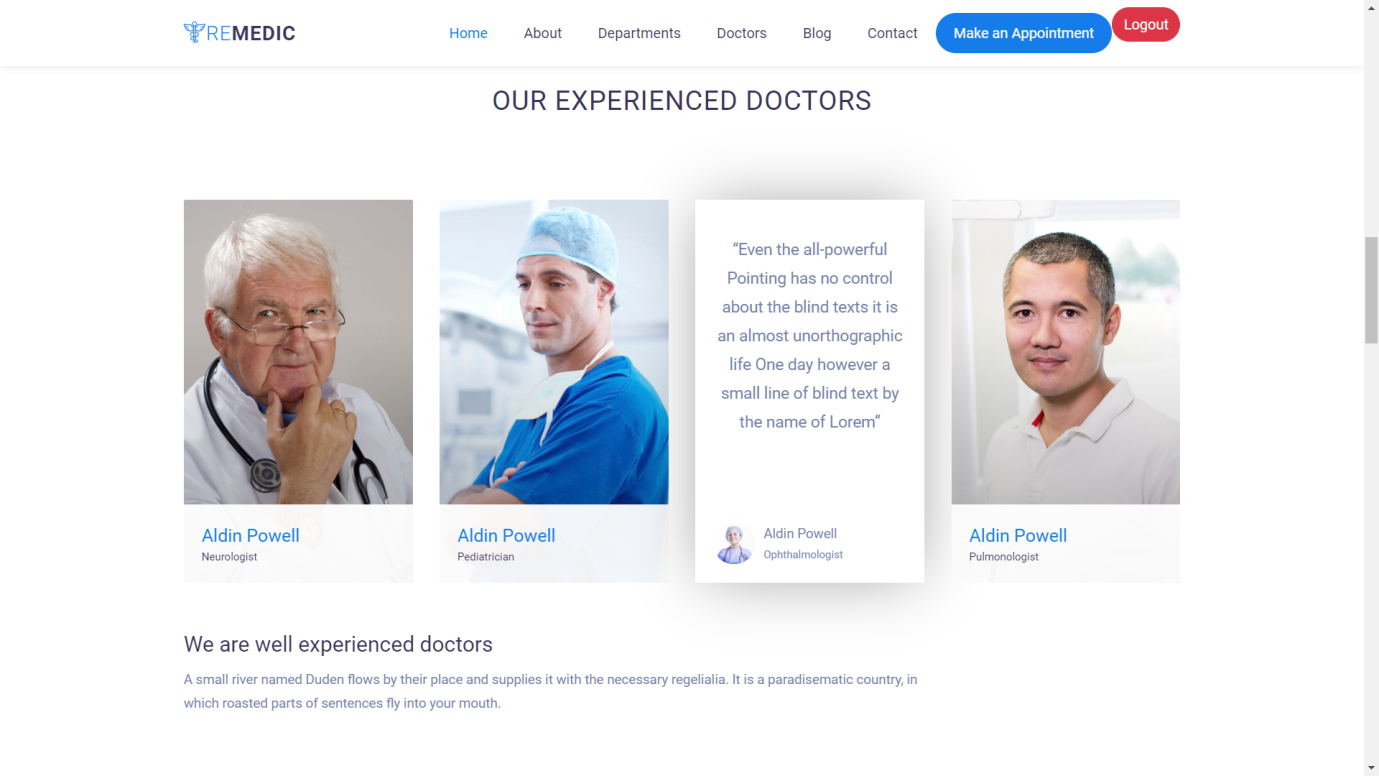 REMEDIC
Home About Departments Doctors Blog Contact Make an Appointment Logout
OUR EXPERIENCED DOCTORS
Aldin Powell
Neurologist
Aldin Powell
Pediatrician
“Even the all-powerful
Pointing has no control
about the blind texts it is
an almost unorthographic
life One day however a
small line of blind text by
the name of Lorem”
Aldin Powell
Ophthalmologist
Aldin Powell
Pulmonologist
We are well experienced doctors
A small river named Duden flows by their place and supplies it with the necessary regelialia. It is a paradisematic country, in
which roasted parts of sentences fly into your mouth.